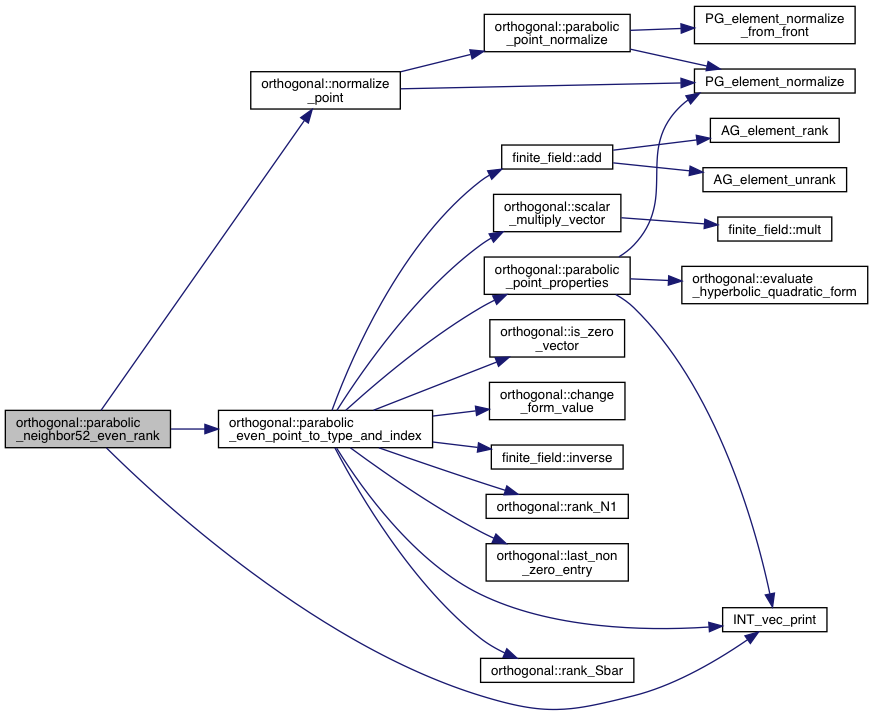 orthogonal::parabolic
_neighbor52_even_rank
orthogonal::normalize
_point
orthogonal::parabolic
_point_normalize
PG_element_normalize
_from_front
PG_element_normalize
orthogonal::parabolic
_even_point_to_type_and_index
finite_field::add
AG_element_rank
AG_element_unrank
orthogonal::scalar
_multiply_vector
finite_field::mult
orthogonal::parabolic
_point_properties
orthogonal::evaluate
_hyperbolic_quadratic_form
orthogonal::is_zero
_vector
orthogonal::change
_form_value
finite_field::inverse
orthogonal::rank_N1
orthogonal::last_non
_zero_entry
INT_vec_print
orthogonal::rank_Sbar